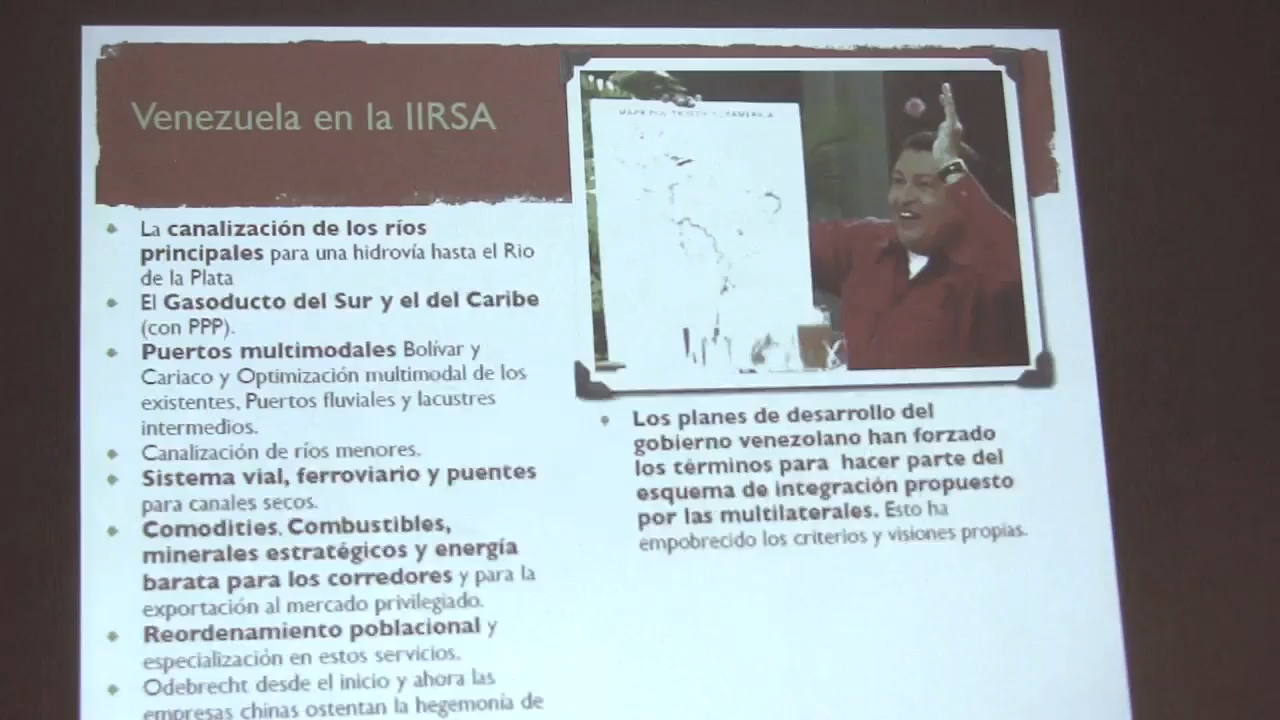 Venezuela en la IIRSA
La canalización de los ríos
principales para una hidrovía hasta el Rio
de la Plata
El Gasoducto del Sur y el del Caribe
(con PPP).
Puertos multimodales Bolívar y
Cariaco y Optimización multimodal de los
existentes, Puertos fluviales y lacustres
intermedios.
Canalización de ríos menores.
Sistema vial, ferroviario y puentes
para canales secos.
Comodities, Combustibles,
minerales estratégicos y energía
barata para los corredores y para la
exportación al mercado privilegiado.
Reordenamiento poblacional y
especialización en estos servicios.
Odebrecht desde el inicio y ahora las
empresas chinas ostentan la hegemonía de
Los planes de desarrollo del
gobierno venezolano han forzado
los términos para hacer parte del
esquema de integración propuesto
por las multilaterales. Esto ha
empobrecido los criterios y visiones propias.